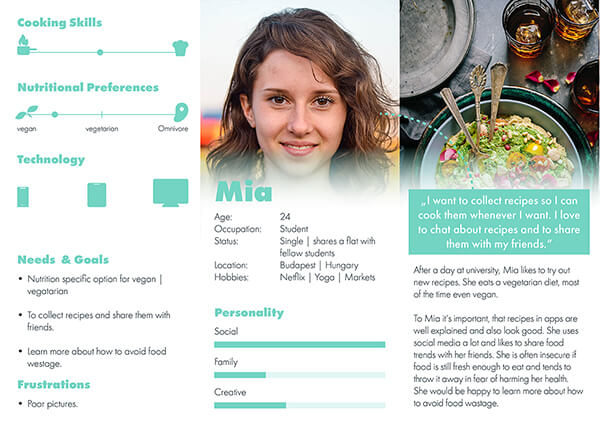 Cooking Skills
Nutritional Preferences
vegan
vegetarian
Omnivore
Technology
Needs & Goals
• Nutrition specific option for vegan |
vegatarian
• To collect recipes and share them with
friends.
• Learn more about how to avoid food
westage.
Frustrations
• Poor pictures.
Mia
Age: 24
Occupation: Student
Status: Single | shares a flat with
fellow students
Location: Budapest | Hungary
Hobbies: Netflix | Yoga | Markets
Personality
Social
Family
Creative
„I want to collect recipes so I can
cook them whenever I want. I love
to chat about recipes and to share
them with my friends.“
After a day at university, Mia likes to try out
new recipes. She eats a vegetarian diet, most
of the time even vegan.
To Mia it's important, that recipes in apps are
well explained and also look good. She uses
social media a lot and likes to share food
trends with her friends. She is often insecure if
food is still fresh enough to eat and tends to
throw it away in fear of harming her health.
She would be happy to learn more about how
to avoid food wastage.